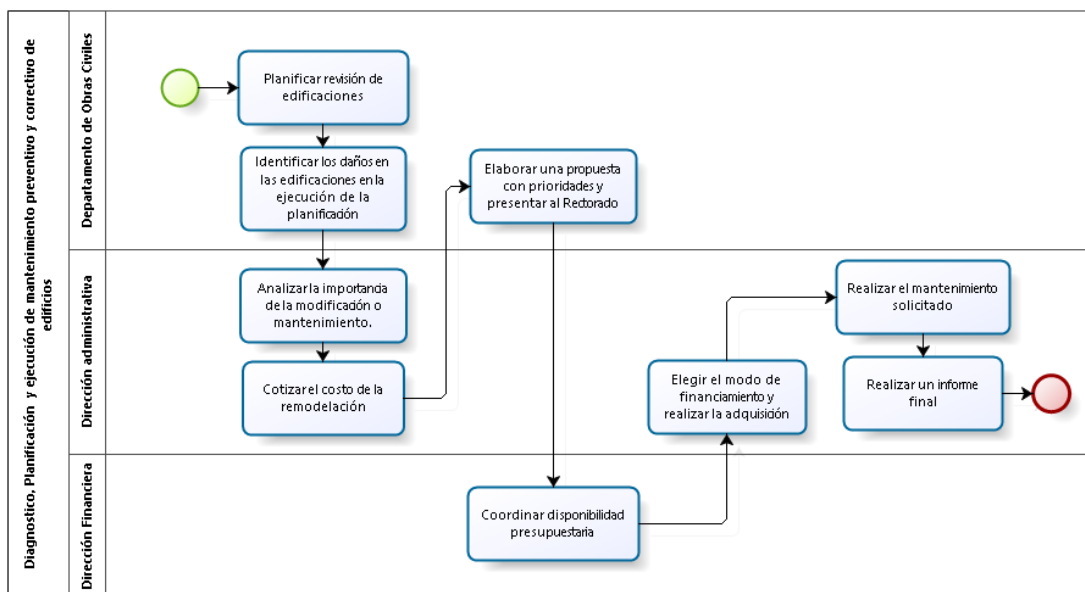 Diagnostico, Planificación y ejecución de mantenimiento preventivo y correctivo de
edificios
Departamento de Obras Civiles
Planificar revisión de
edificaciones
Identificar los daños en
las edificaciones en la
ejecución de la
planificación
Elaborar una propuesta
con prioridades y
presentar al Rectorado
Dirección administrativa
Analizar la importancia
de la modificación o
mantenimiento.
Cotizar el costo de la
remodelación
Elegir el modo de
financiamiento y
realizar la adquisición
Realizar el mantenimiento
solicitado
Realizar un informe
final
Dirección Financiera
Coordinar disponibilidad
presupuestaria